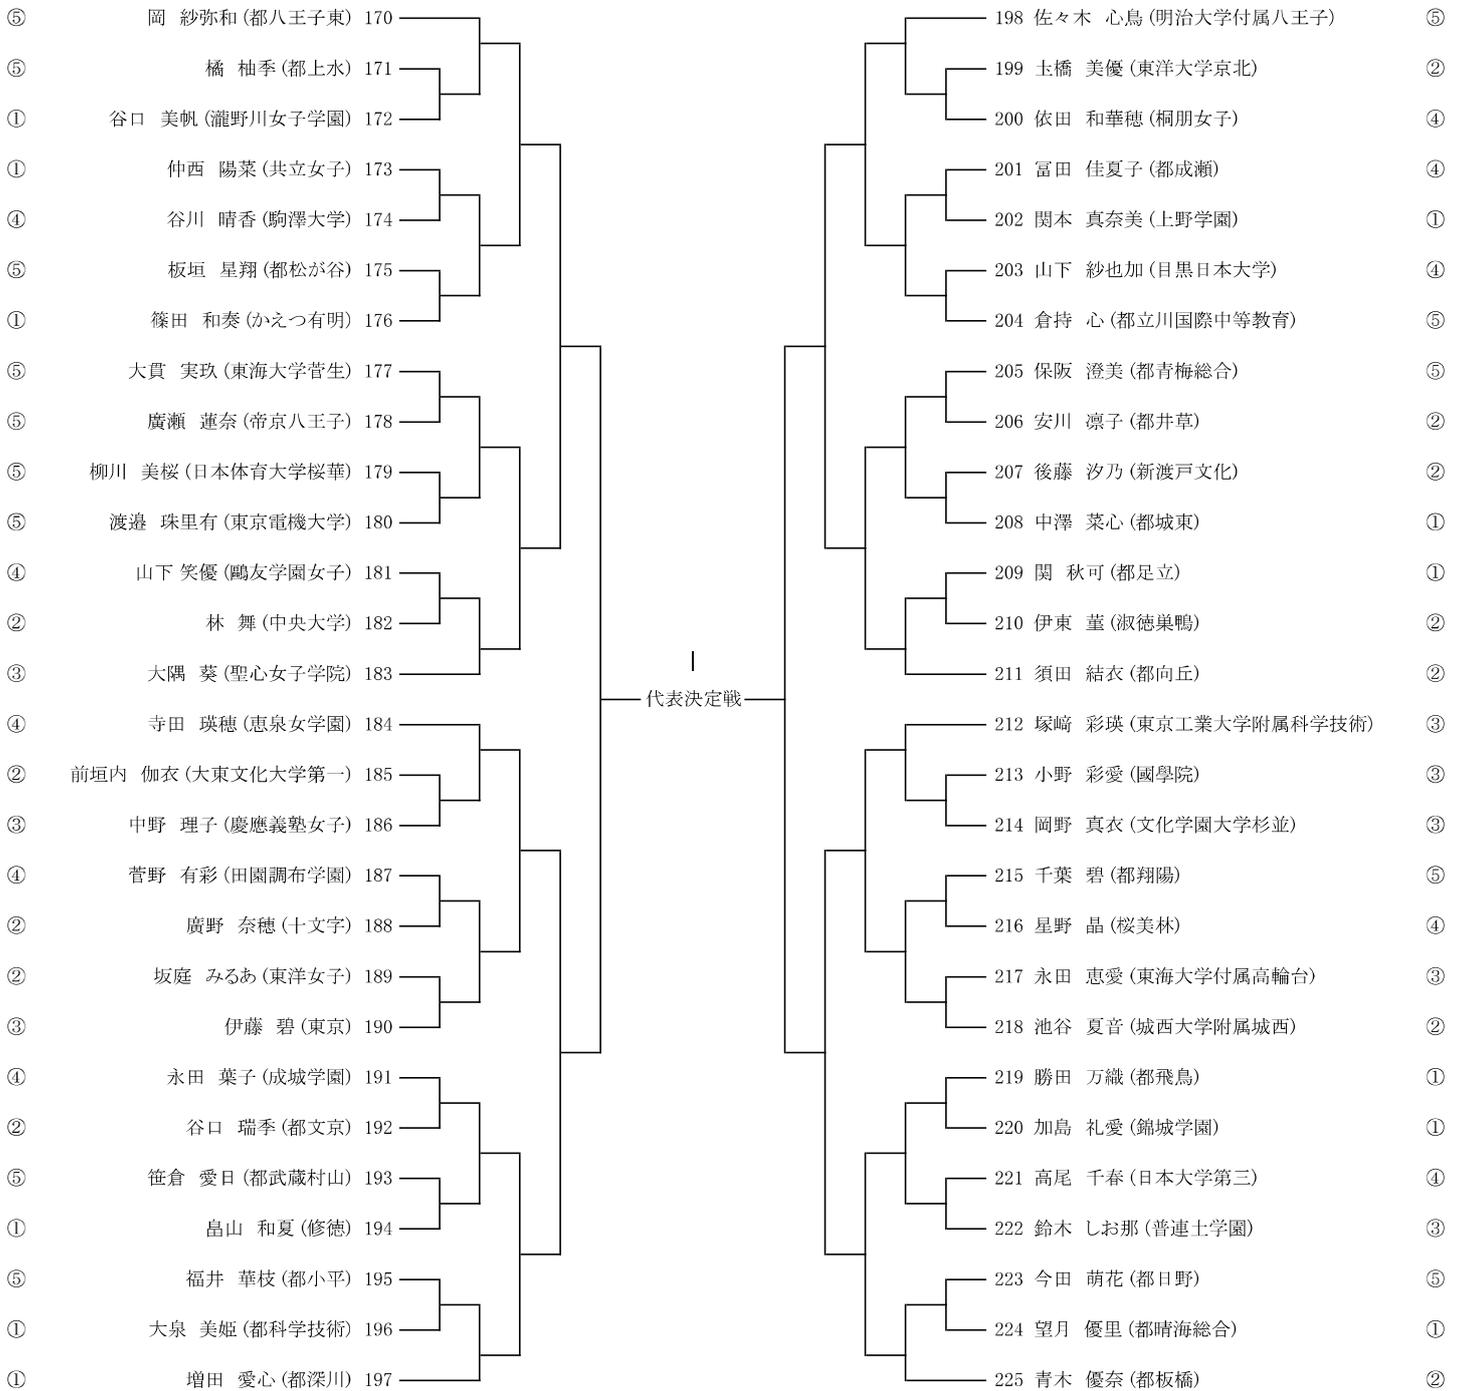 ⑤ 岡 紗弥和 (都八王子東) 170
⑤ 橘 柚季 (都上水) 171
① 谷口 美帆 (瀧野川女子学園) 172
① 仲西 陽菜 (共立女子) 173
④ 谷川 晴香 (駒澤大学) 174
⑤ 板垣 星翔 (都松が谷) 175
① 篠田 和奏 (かえつ有明) 176
⑤ 大貫 実玖 (東海大学菅生) 177
⑤ 廣瀬 蓮奈 (帝京八王子) 178
⑤ 柳川 美桜 (日本体育大学桜華) 179
⑤ 渡邉 珠里有 (東京電機大学) 180
④ 山下 笑優 (鷗友学園女子) 181
② 林 舞 (中央大学) 182
③ 大隅 葵 (聖心女子学院) 183
④ 寺田 瑛穂 (恵泉女学園) 184
② 前垣内 伽衣 (大東文化大学第一) 185
③ 中野 理子 (慶應義塾女子) 186
④ 菅野 有彩 (田園調布学園) 187
② 廣野 奈穂 (十文字) 188
② 坂庭 みるあ (東洋女子) 189
③ 伊藤 碧 (東京) 190
④ 永田 葉子 (成城学園) 191
② 谷口 瑞季 (都文京) 192
⑤ 笹倉 愛日 (都武蔵村山) 193
① 畠山 和夏 (修徳) 194
⑤ 福井 華枝 (都小平) 195
① 大泉 美姫 (都科学技術) 196
① 増田 愛心 (都深川) 197
I
代表決定戦
198 佐々木 心鳥 (明治大学付属八王子) ⑤
199 圡橋 美優 (東洋大学京北) ②
200 依田 和華穂 (桐朋女子) ④
201 冨田 佳夏子 (都成瀬) ④
202 関本 真奈美 (上野学園) ①
203 山下 紗也加 (目黒日本大学) ④
204 倉持 心 (都立川国際中等教育) ⑤
205 保阪 澄美 (都青梅総合) ⑤
206 安川 凛子 (都井草) ②
207 後藤 汐乃 (新渡戸文化) ②
208 中澤 菜心 (都城東) ①
209 関 秋可 (都足立) ①
210 伊東 菫 (淑徳巣鴨) ②
211 須田 結衣 (都向丘) ②
212 塚﨑 彩瑛 (東京工業大学附属科学技術) ③
213 小野 彩愛 (國學院) ③
214 岡野 真衣 (文化学園大学杉並) ③
215 千葉 碧 (都翔陽) ⑤
216 星野 晶 (桜美林) ④
217 永田 恵愛 (東海大学付属高輪台) ③
218 池谷 夏音 (城西大学附属城西) ②
219 勝田 万織 (都飛鳥) ①
220 加島 礼愛 (錦城学園) ①
221 高尾 千春 (日本大学第三) ④
222 鈴木 しお那 (普連土学園) ③
223 今田 萌花 (都日野) ⑤
224 望月 優里 (都晴海総合) ①
225 青木 優奈 (都板橋) ②